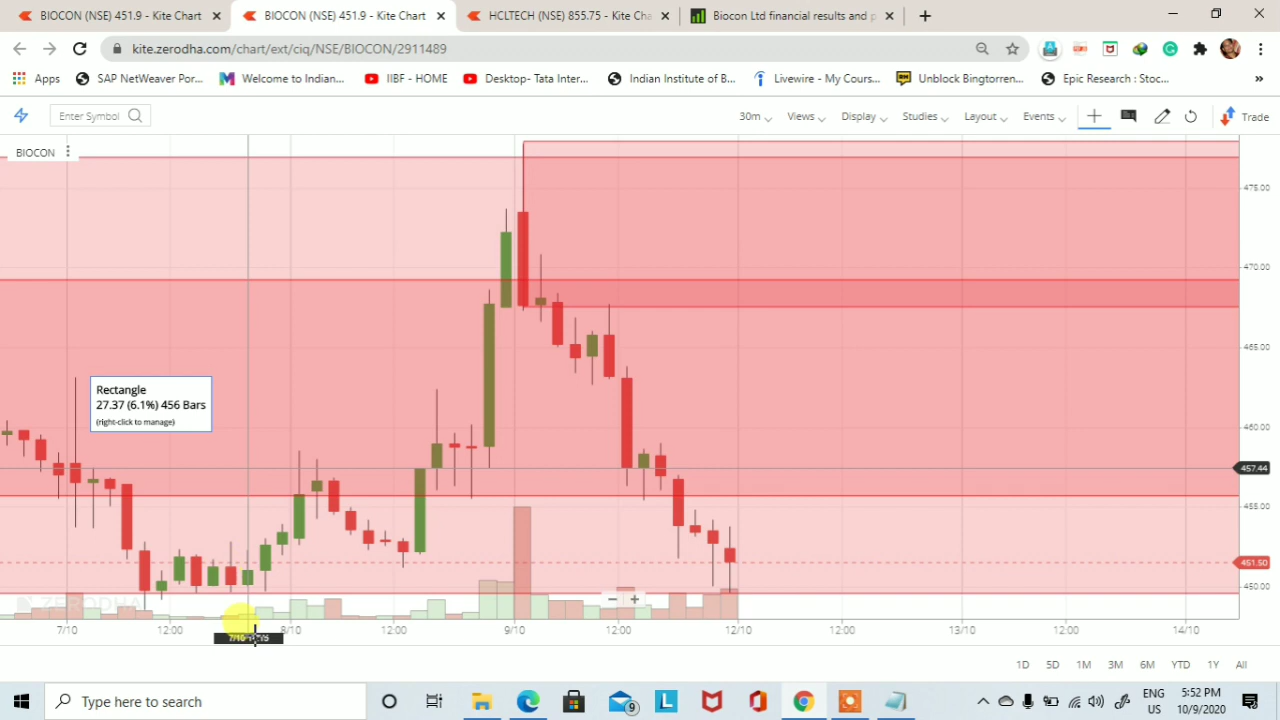 BIOCON (NSE) 451.9 - Kite Chart
BIOCON (NSE) 451.9 - Kite Chart
HCLTECH (NSE) 855.75 - Kite Cha
Biocon Ltd financial results and p
kite.zerodha.com/chart/ext/ciq/NSE/BIOCON/2911489
Apps
SAP NetWeaver Por...
Welcome to Indian...
IIBF - HOME
Desktop- Tata Inter...
Indian Institute of B...
Livewire - My Cours...
Unblock Bingtorren...
Epic Research : Stoc...
»
Enter Symbol
30m
Views
Display
Studies
Layout
Events
Trade
BIOCON
475.00
470.00
465.00
460.00
457.44
455.00
451.50
450.00
Rectangle
27.37 (6.1%) 456 Bars
(right-click to manage)
ZERODHA
7/10
12:00
8/10
12:00
9/10
12:00
12/10
12:00
13/10
12:00
14/10
1D
5D
1M
3M
6M
YTD
1Y
All
Type here to search
9
ENG
US
5:52 PM
10/9/2020